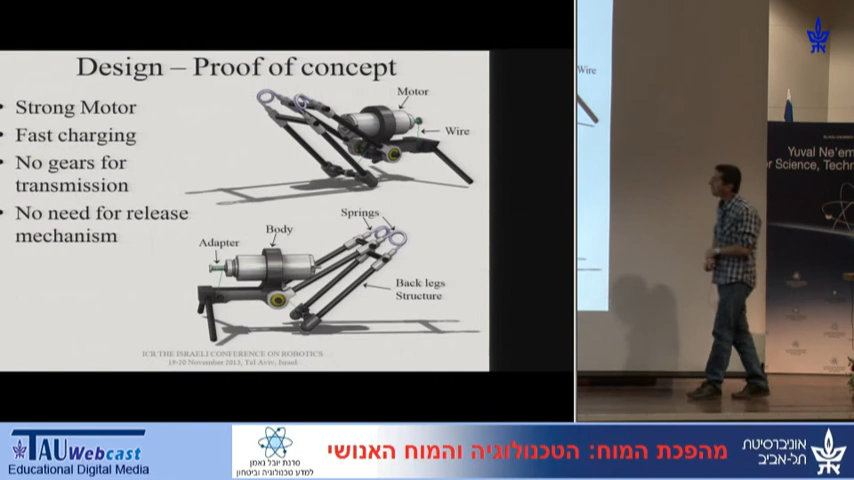 Design – Proof of concept
Strong Motor
Fast charging
No gears for
transmission
No need for release
mechanism
Motor
Wire
Springs
Body
Adapter
Back legs
Structure
ICR THE ISRAELI CONFERENCE ON ROBOTICS
19-20 November 2013, Tel Aviv, Israel
Wire
Yuval Ne'em
r Science, Techn
TAU Webcast
Educational Digital Media
סדנת יובל נאמן
למדע טכנולוגיה וביטחון
מהפכת המוח: הטכנולוגיה והמוח האנושי
אוניברסיטת
תל-אביב